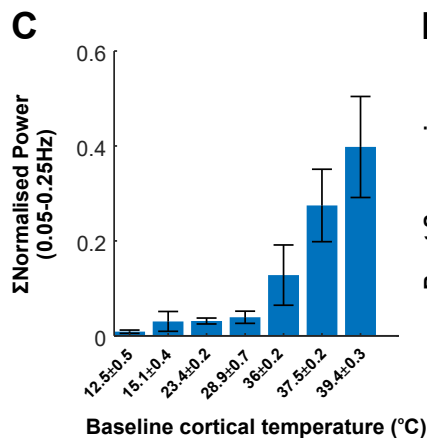 C
0.6
0.4
0.2
0
ΣNormalised Power
(0.05-0.25Hz)
12.5±0.5
15.1±0.4
23.4±0.2
28.9±0.7
36±0.2
37.5±0.2
39.4±0.3
Baseline cortical temperature (°C)